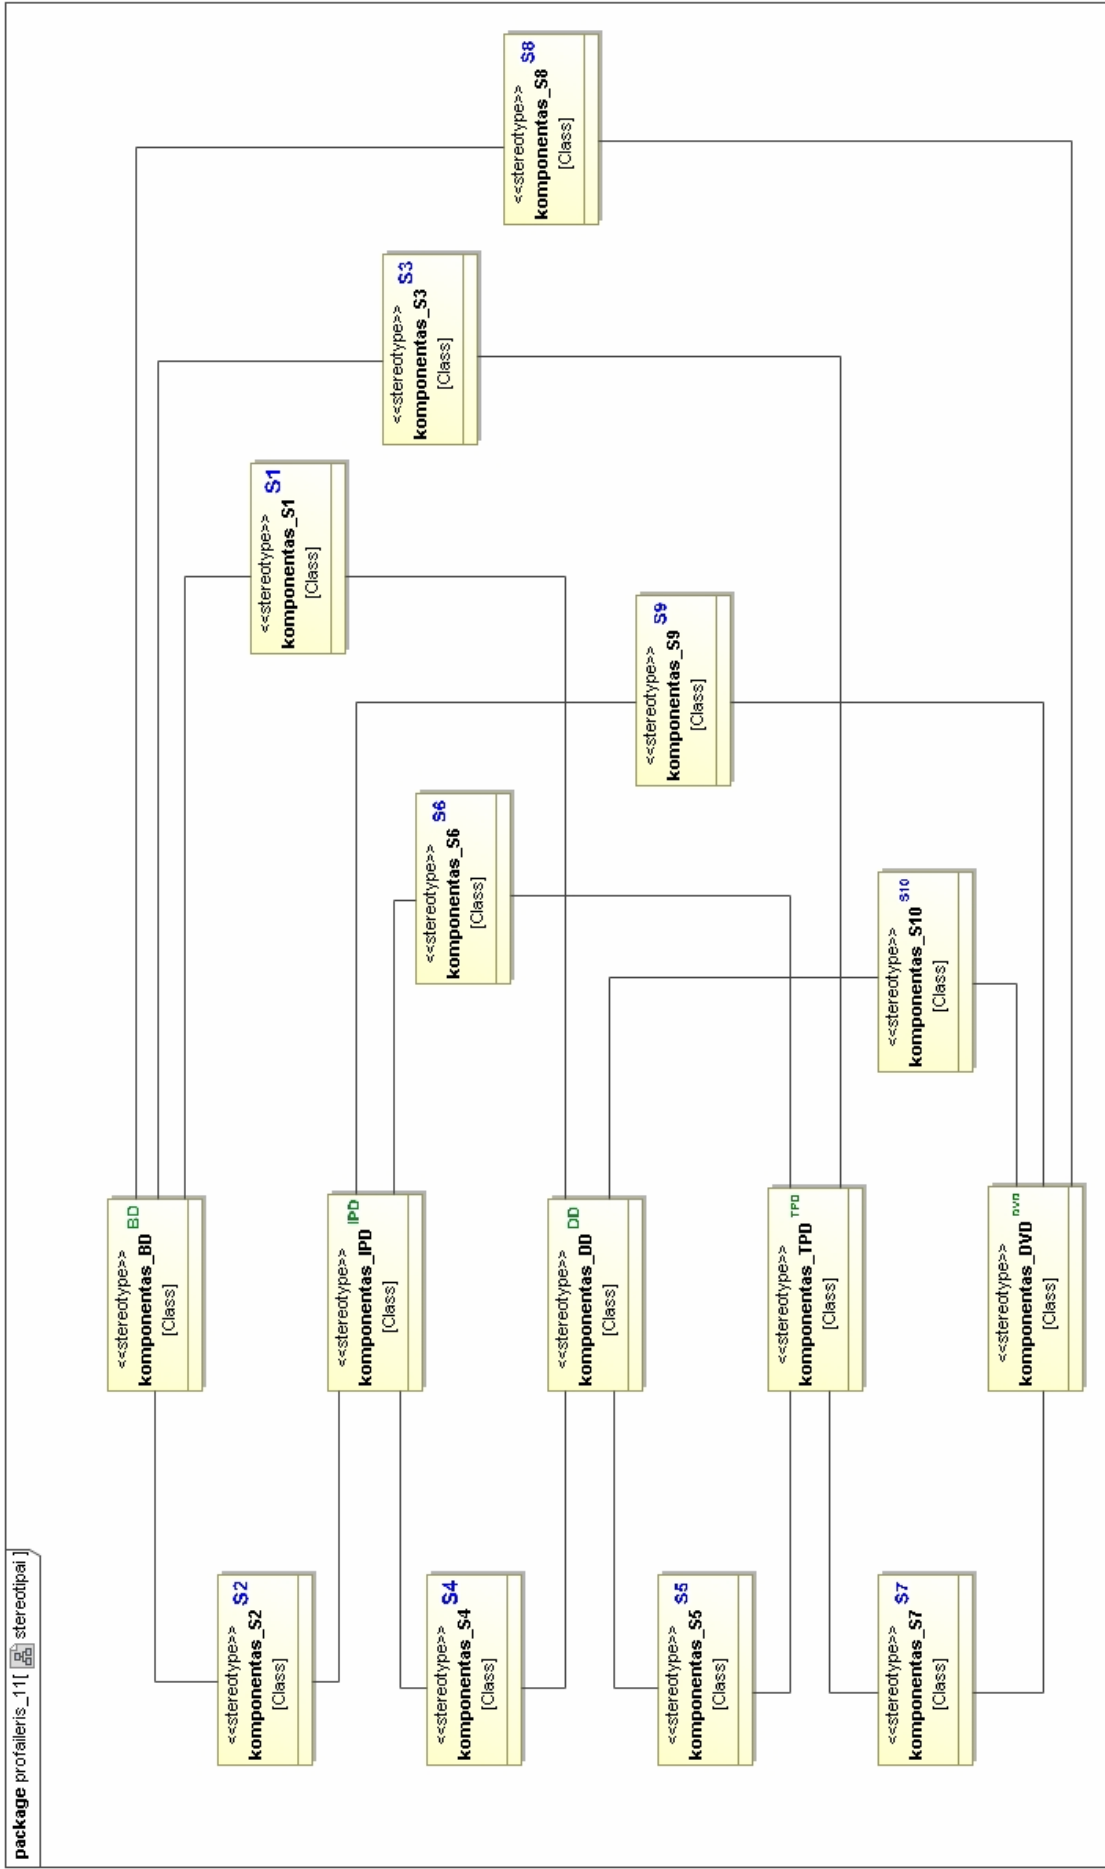 package profaileris_11[ stereotipai ]
S2
<<stereotype>>
komponentas_S2
[Class]
S4
<<stereotype>>
komponentas_S4
[Class]
S5
<<stereotype>>
komponentas_S5
[Class]
S7
<<stereotype>>
komponentas_S7
[Class]
BD
<<stereotype>>
komponentas_BD
[Class]
IPD
<<stereotype>>
komponentas_IPD
[Class]
DD
<<stereotype>>
komponentas_DD
[Class]
TPD
<<stereotype>>
komponentas_TPD
[Class]
DVD
<<stereotype>>
komponentas_DVD
[Class]
S10
<<stereotype>>
komponentas_S10
[Class]
S6
<<stereotype>>
komponentas_S6
[Class]
S9
<<stereotype>>
komponentas_S9
[Class]
S1
<<stereotype>>
komponentas_S1
[Class]
S3
<<stereotype>>
komponentas_S3
[Class]
S8
<<stereotype>>
komponentas_S8
[Class]